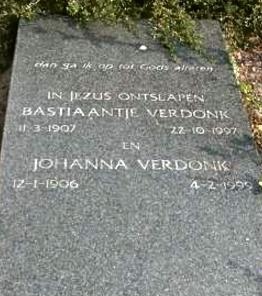 dan ga ik op tot Gods altaren
IN JEZUS ONTSLAPEN
BASTIAANTJE VERDONK
11-3-1907 22-10-1997
EN
JOHANNA VERDONK
12-1-1906 4-2-1999